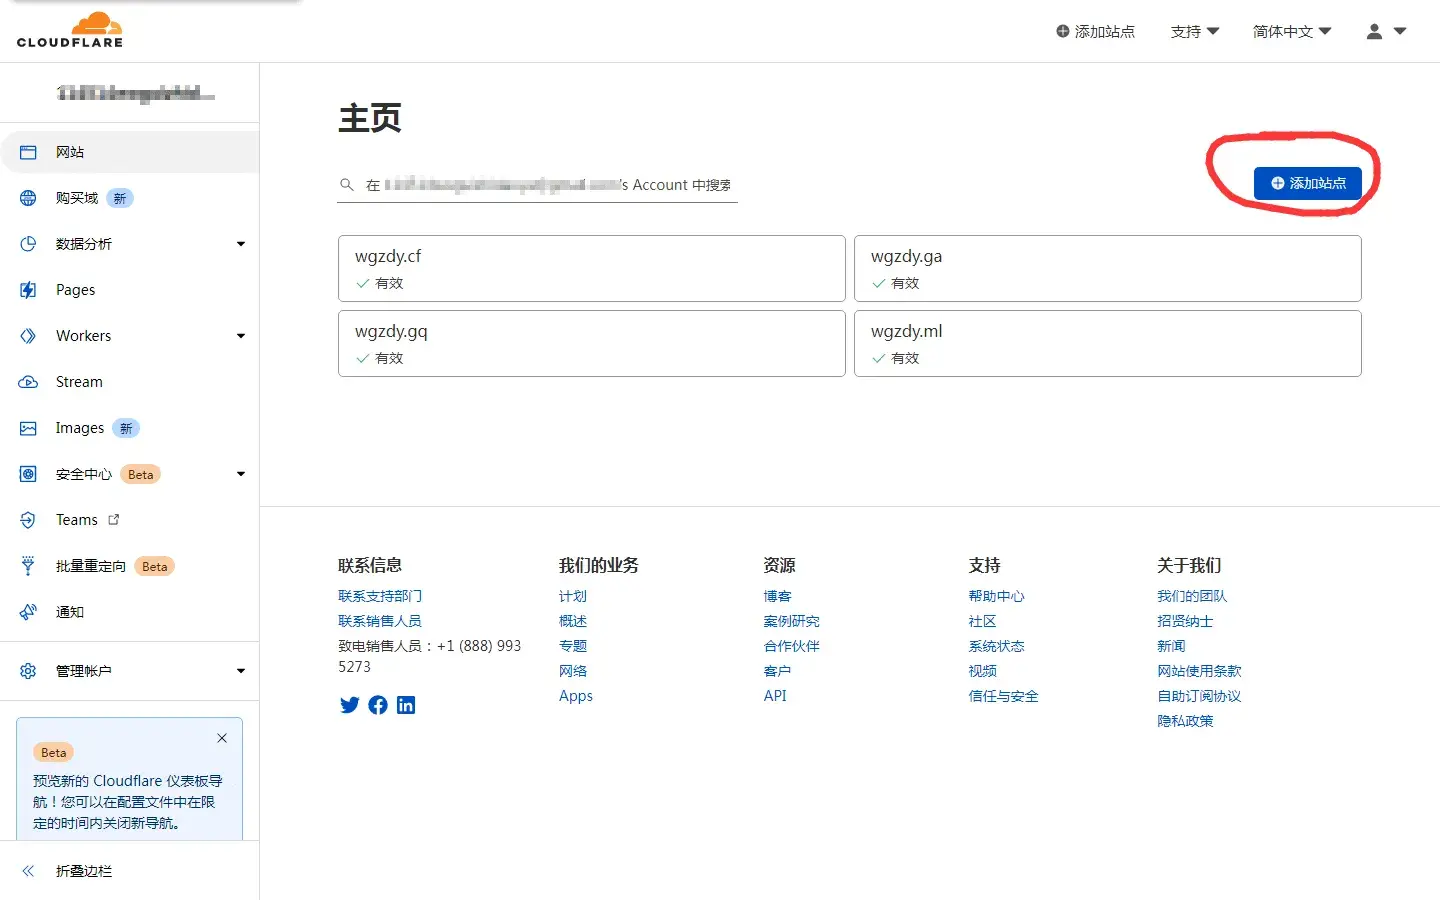 CLOUDFLARE
添加站点
支持
简体中文
网站
购买域 新
数据分析
Pages
Workers
Stream
Images 新
安全中心 Beta
Teams
批量重定向 Beta
通知
管理帐户
Beta
预览新的 Cloudflare 仪表板导
航！您可以在配置文件中在限
定的时间内关闭新导航。
折叠边栏
主页
在 's Account 中搜索
添加站点
wgzdy.cf
有效
wgzdy.ga
有效
wgzdy.gq
有效
wgzdy.ml
有效
联系信息
联系支持部门
联系销售人员
致电销售人员：+1 (888) 993
5273
我们的业务
计划
概述
专题
网络
Apps
资源
博客
案例研究
合作伙伴
客户
API
支持
帮助中心
社区
系统状态
视频
信任与安全
关于我们
我们的团队
招贤纳士
新闻
网站使用条款
自助订阅协议
隐私政策